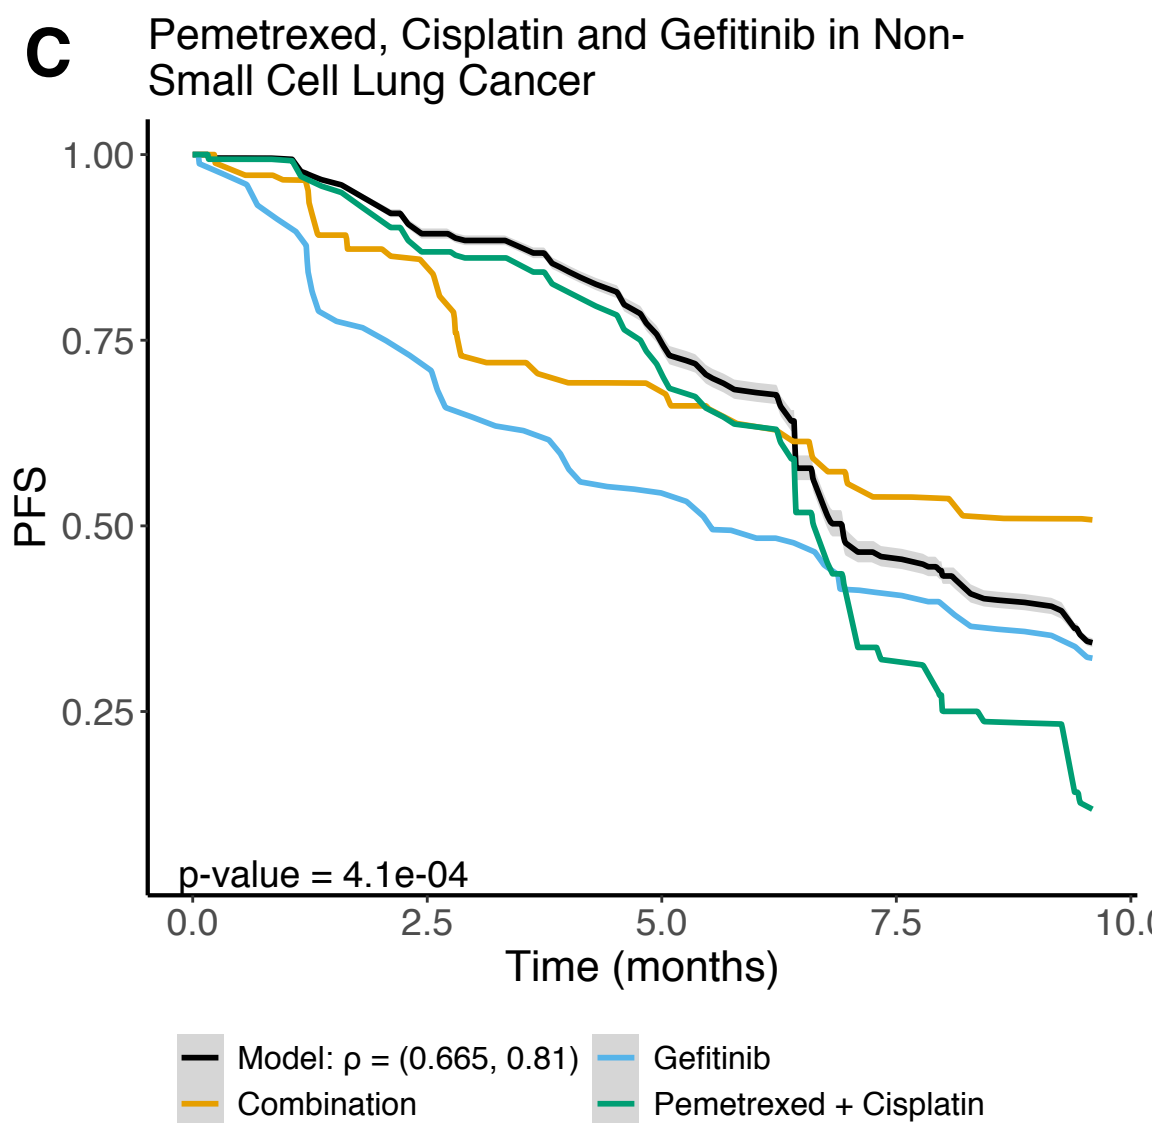 C
Pemetrexed, Cisplatin and Gefitinib in Non-
Small Cell Lung Cancer
1.00
0.75
0.50
0.25
PFS
p-value = 4.1e-04
0.0 2.5 5.0 7.5 10.0
Time (months)
Model: ρ = (0.665, 0.81) Gefitinib
Combination Pemetrexed + Cisplatin